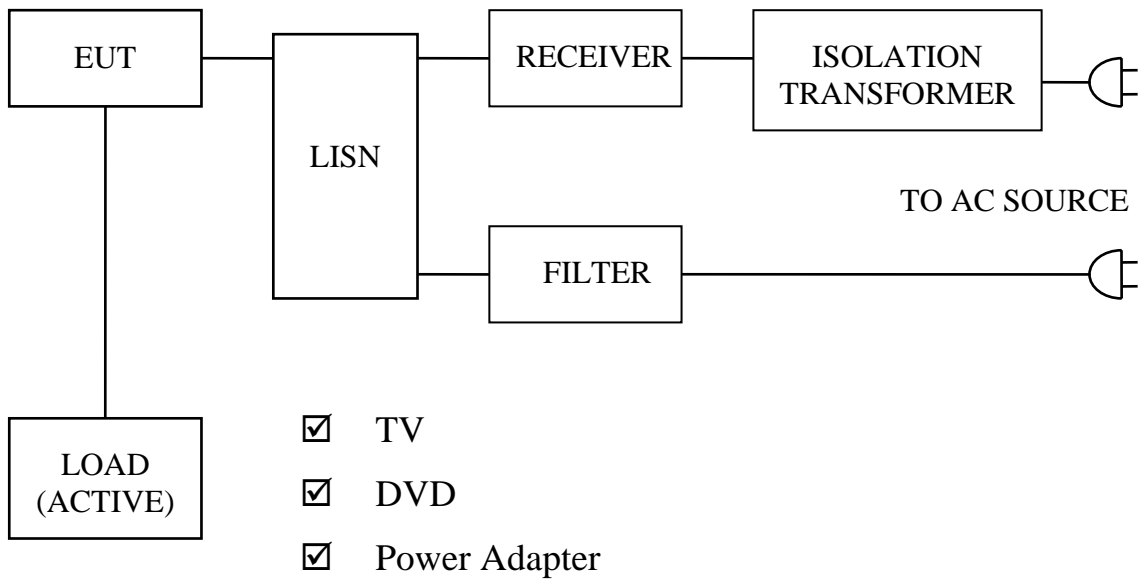 EUT
LISN
RECEIVER
ISOLATION
TRANSFORMER
TO AC SOURCE
FILTER
LOAD
(ACTIVE)
☑ TV
☑ DVD
☑ Power Adapter